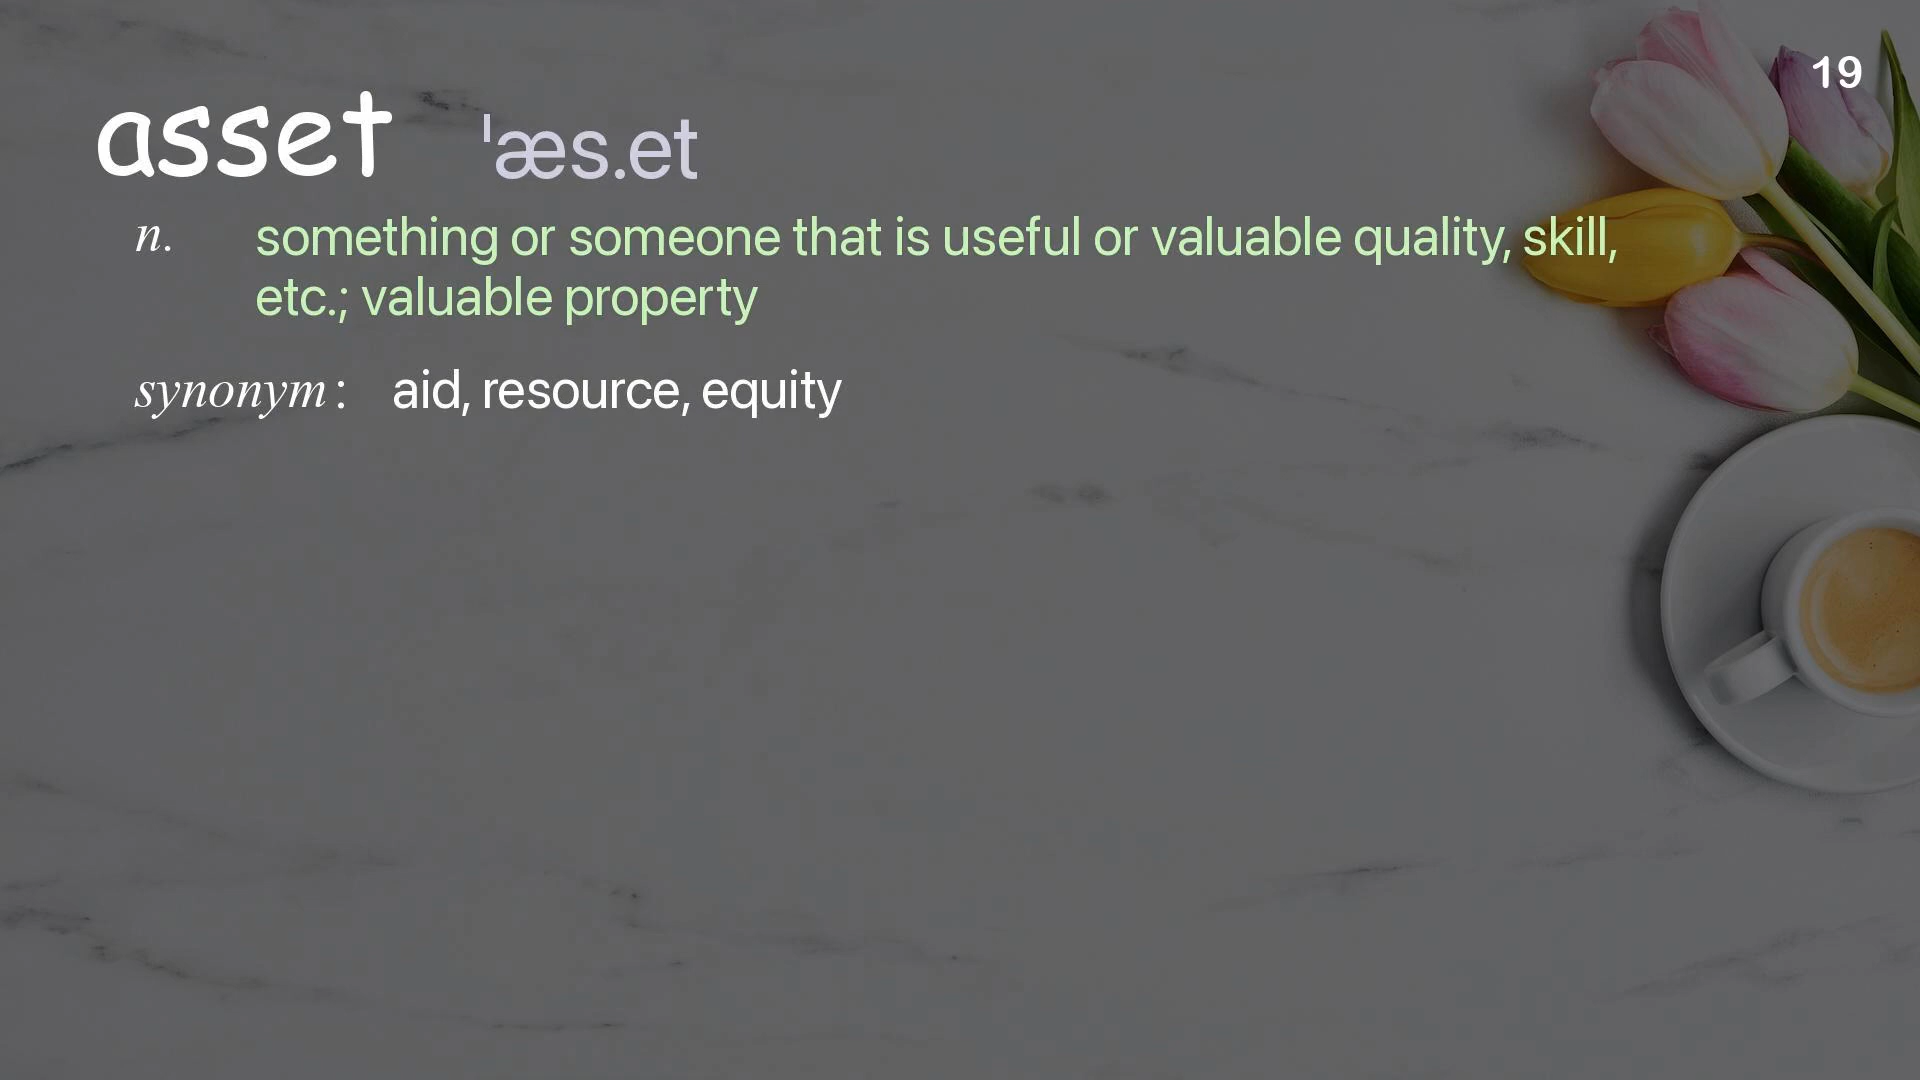 19
asset ˈæs.et
n. something or someone that is useful or valuable quality, skill,
etc.; valuable property
synonym: aid, resource, equity